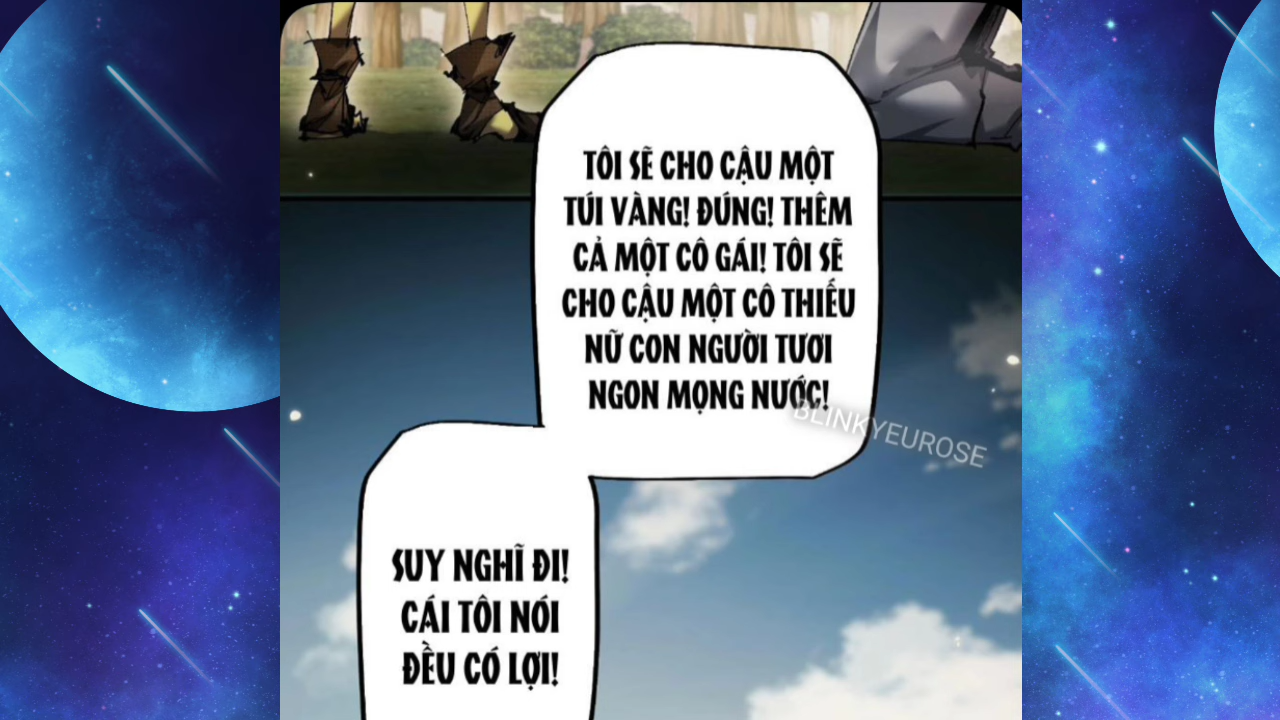 TÔI SẼ CHO CẬU MỘT
TÚI VÀNG! ĐÚNG! THÊM
CẢ MỘT CÔ GÁI! TÔI SẼ
CHO CẬU MỘT CÔ THIẾU
NỮ CON NGƯỜI TƯƠI
NGON MỌNG NƯỚC!
BLINKYEUROSE
SUY NGHĨ ĐI!
CÁI TÔI NÓI
ĐỀU CÓ LỢI!